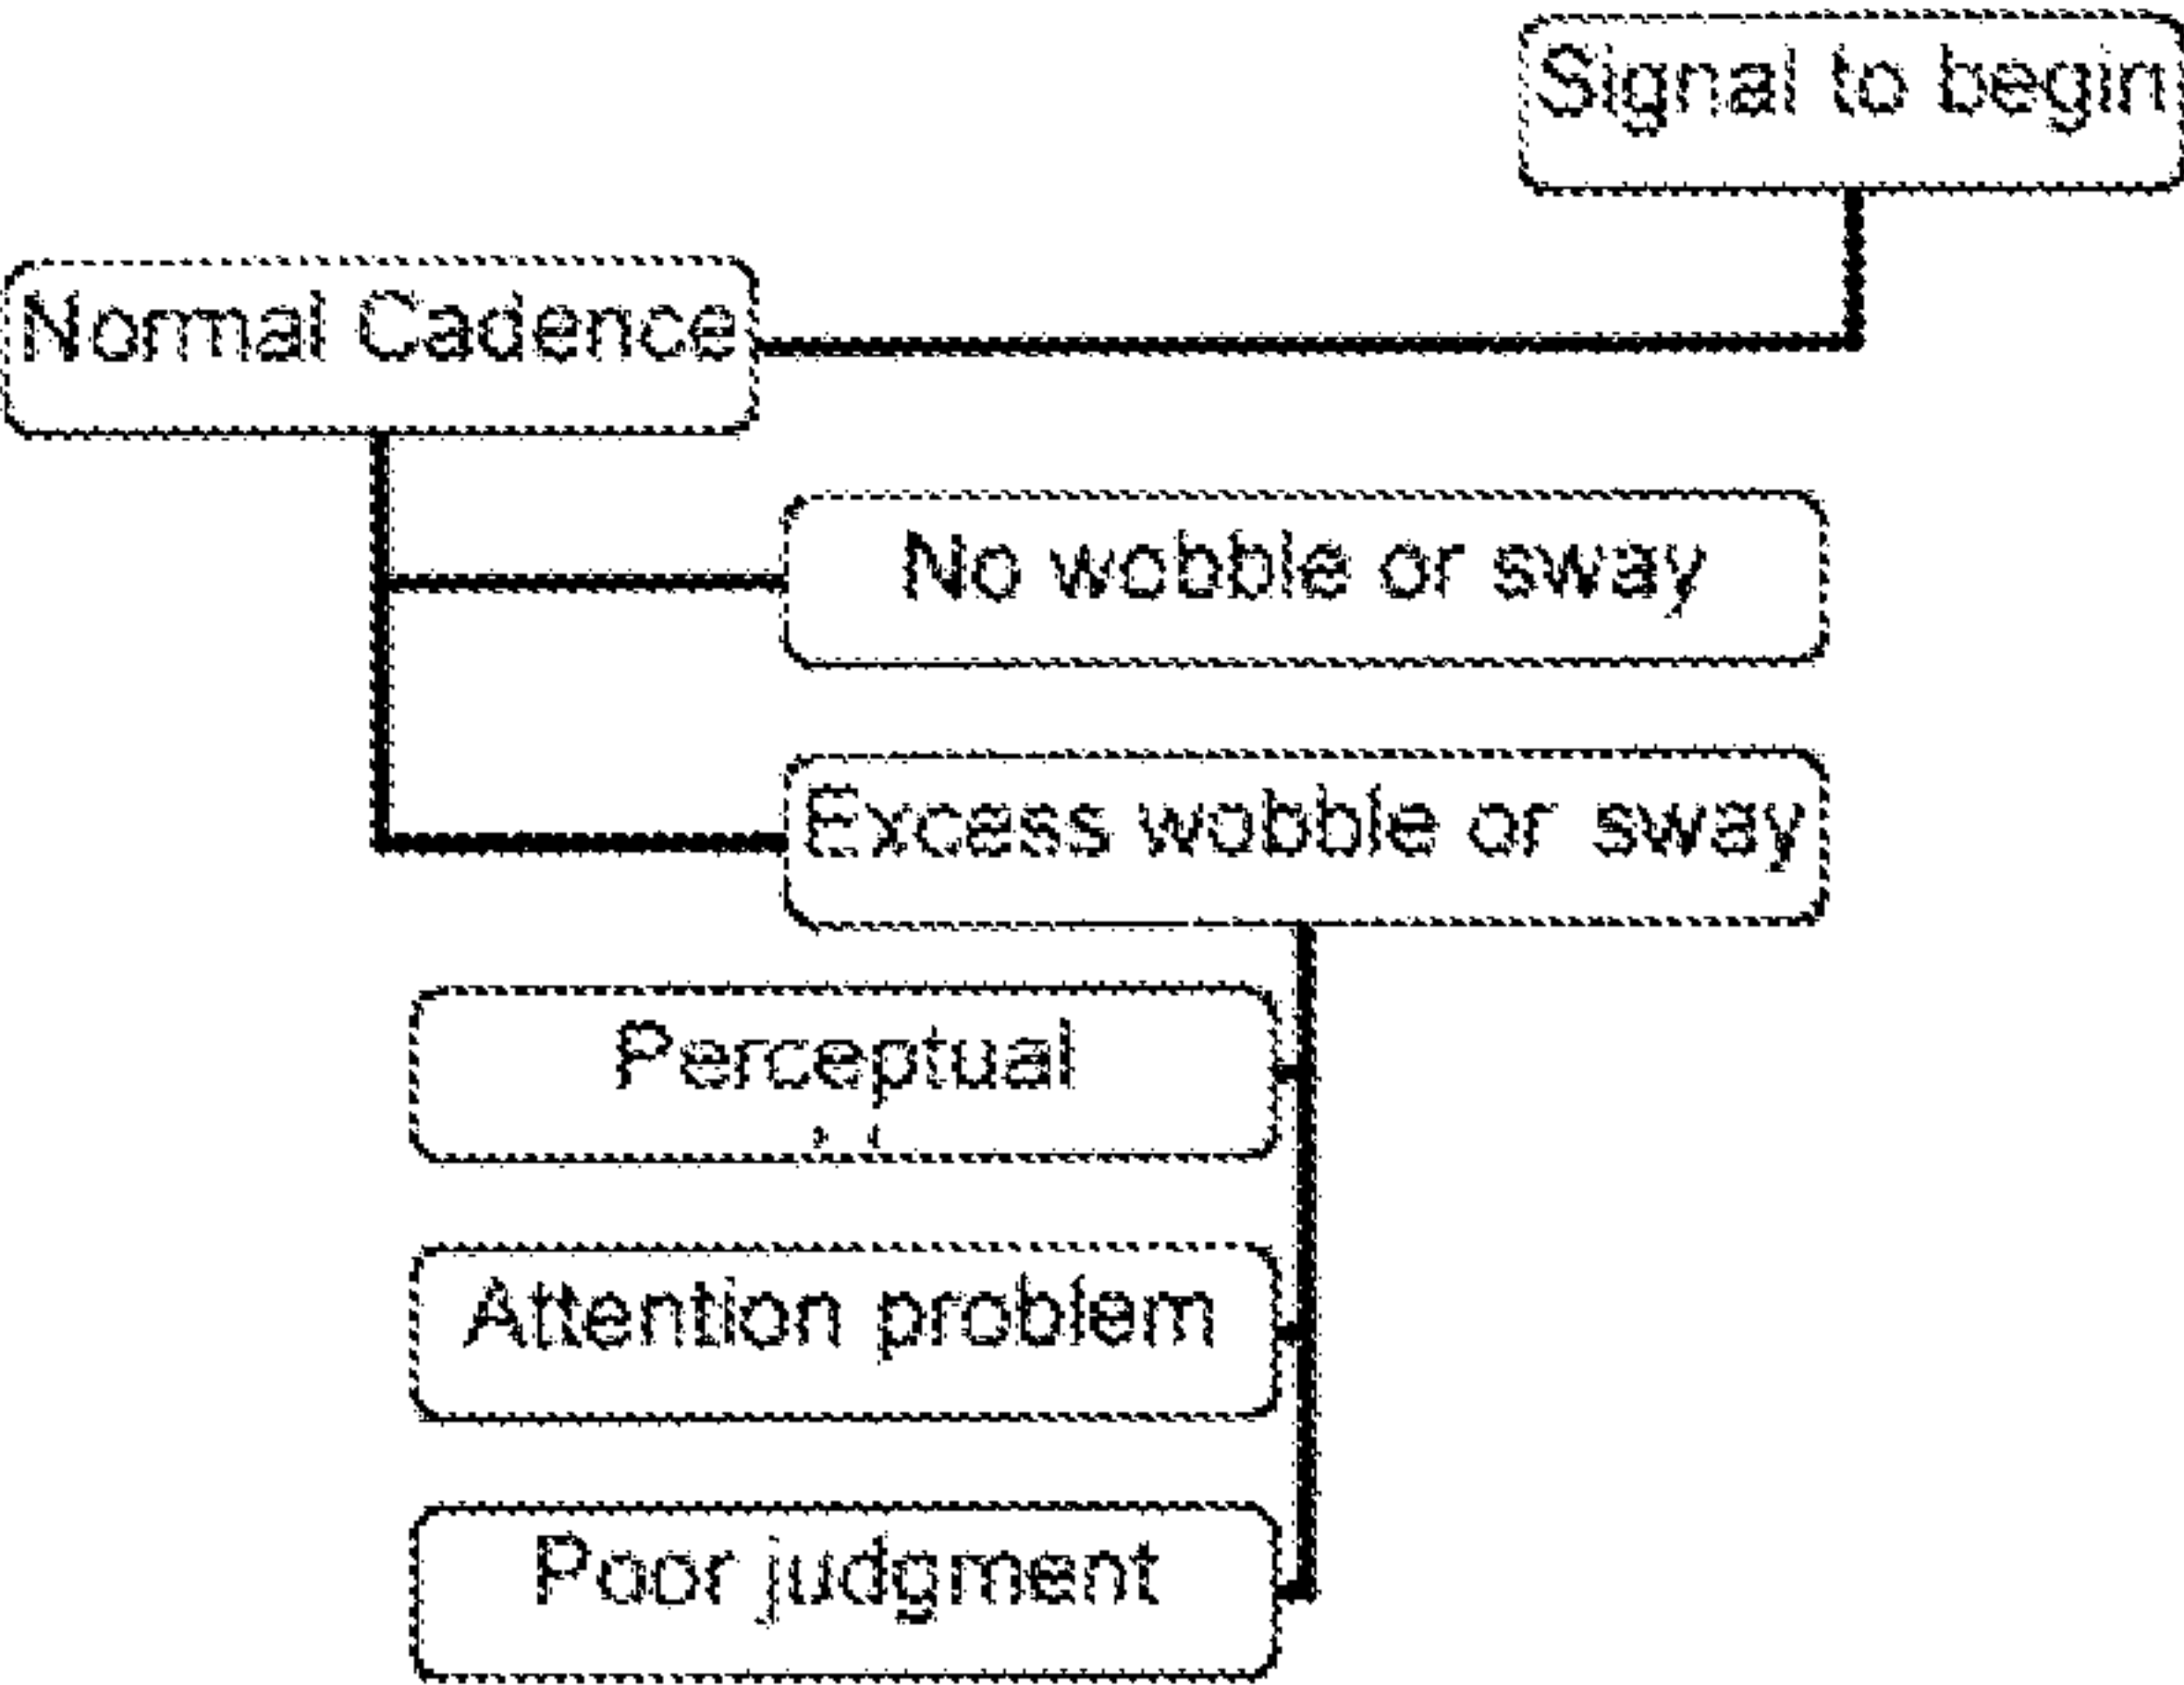 Signal to begin
Normal Cadence
No wobble or sway
Excess wobble or sway
Perceptual
Attention problem
Poor judgment